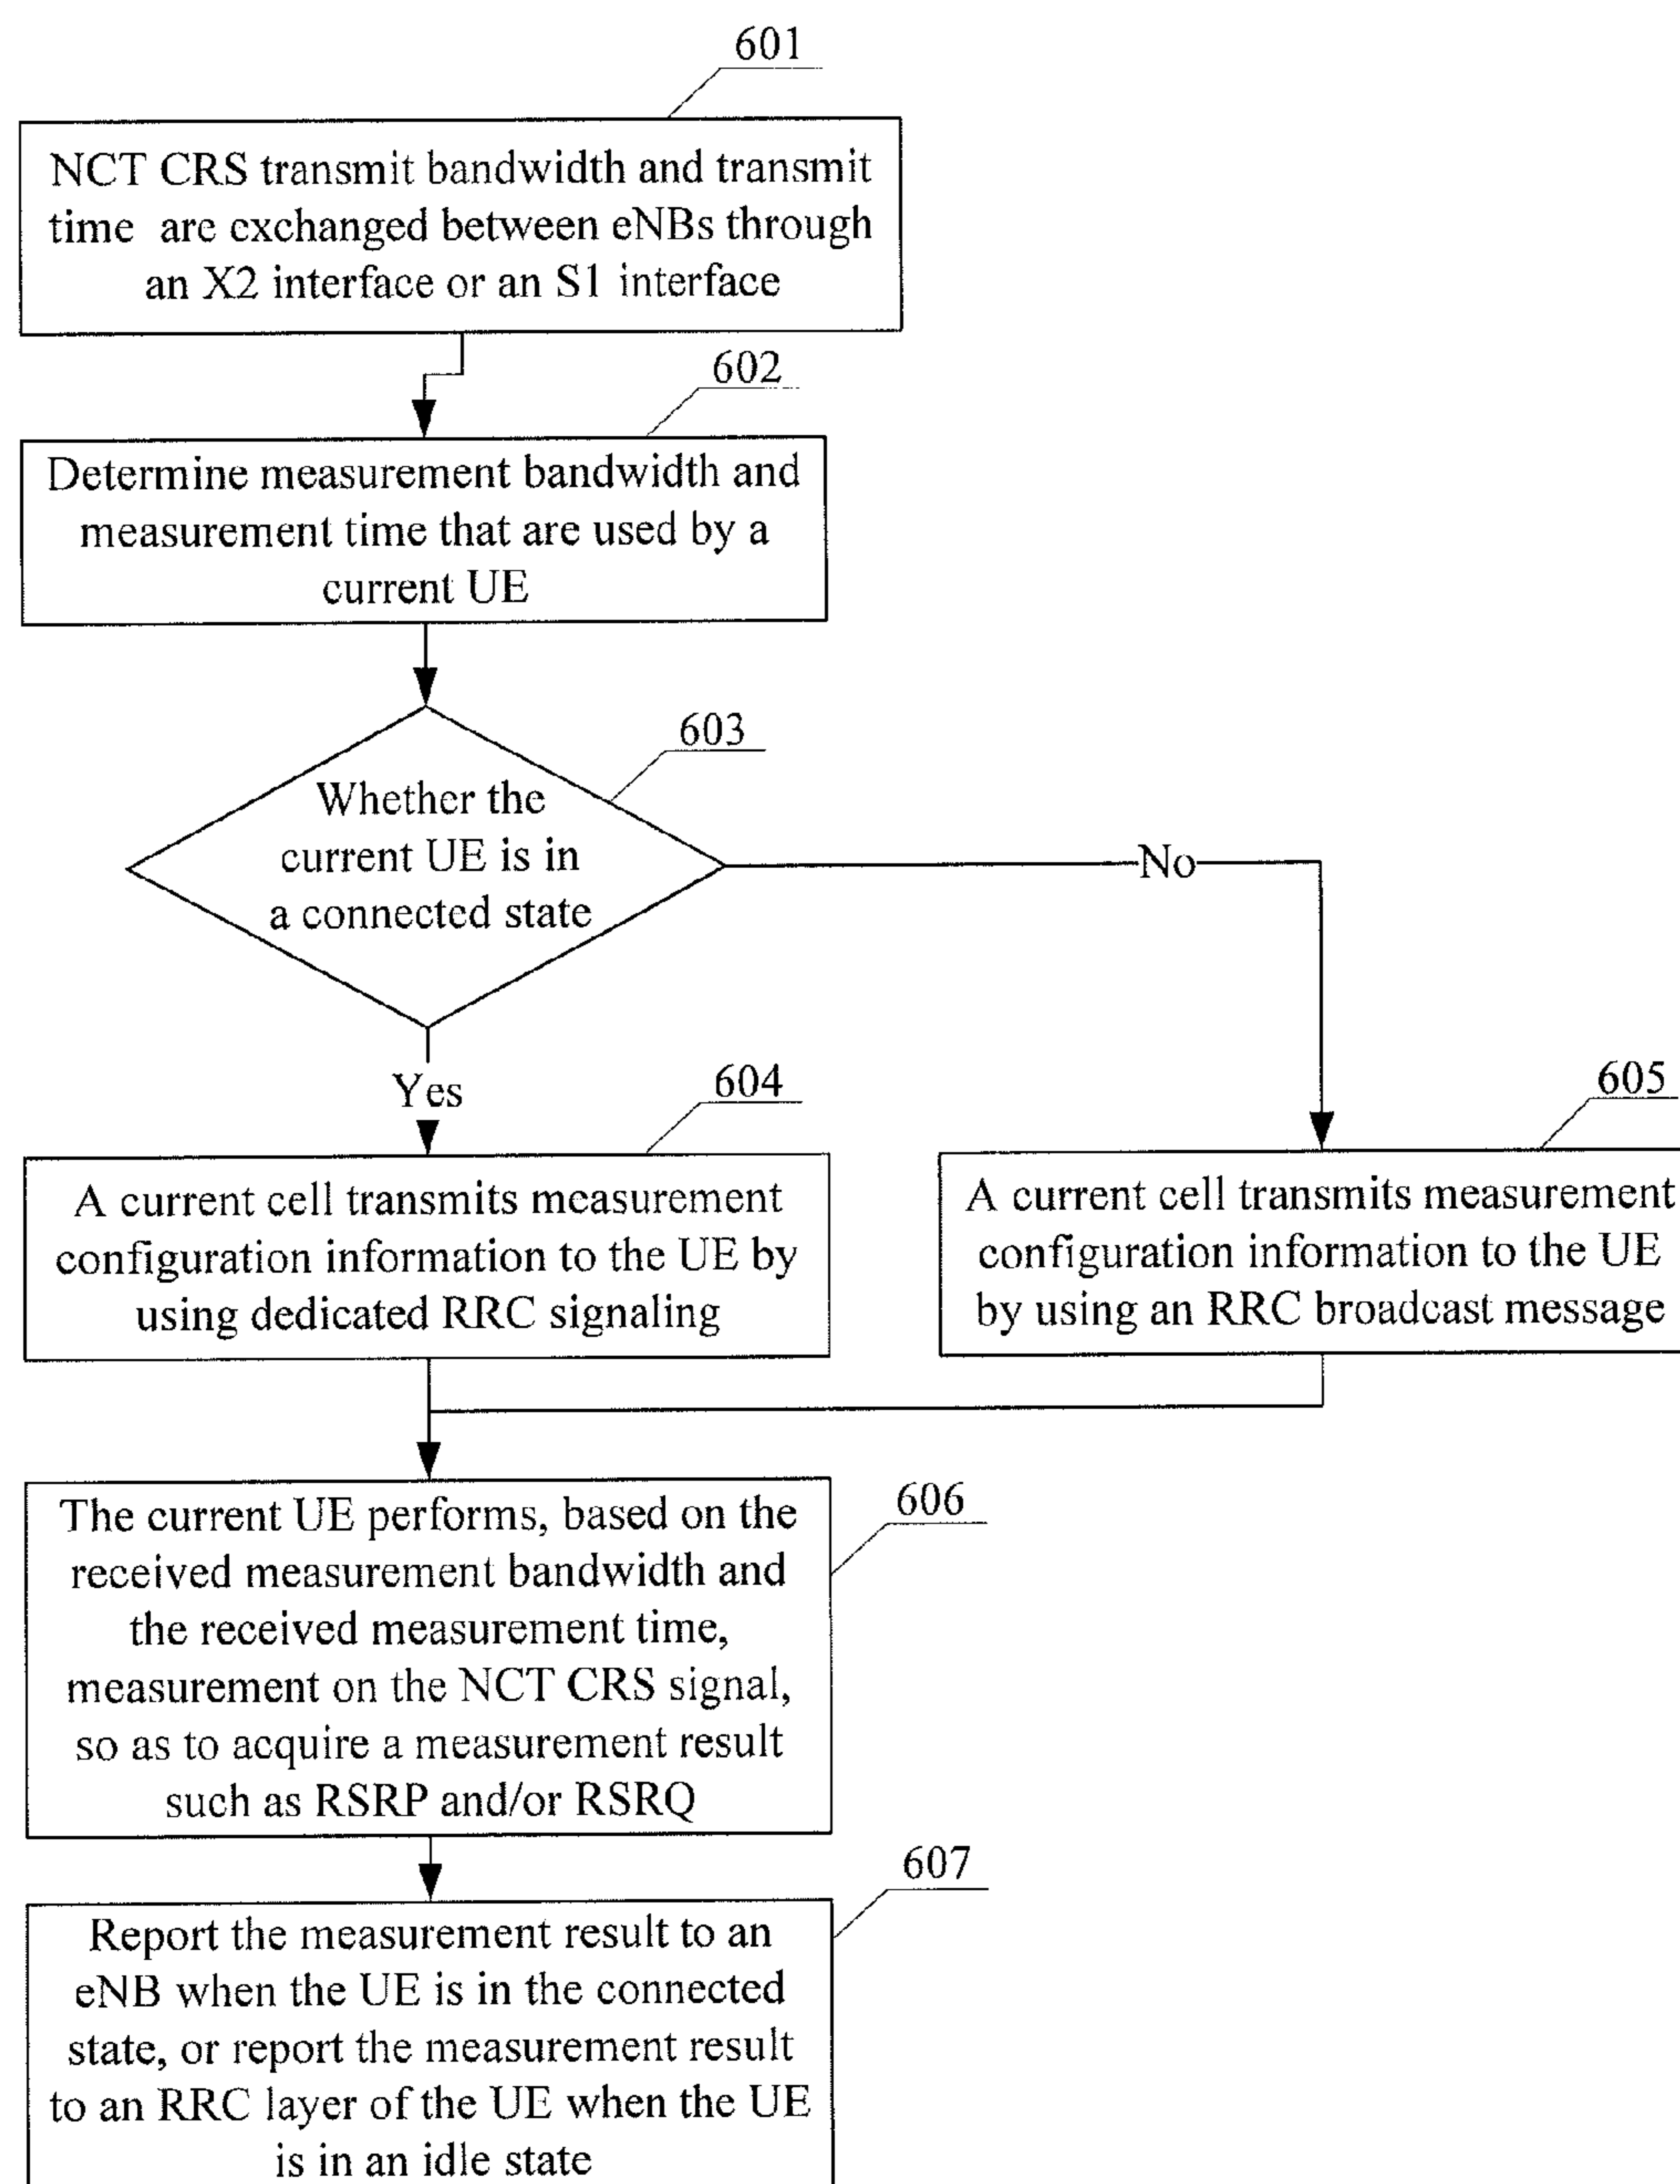 601
NCT CRS transmit bandwidth and transmit
time are exchanged between eNBs through
an X2 interface or an S1 interface
602
Determine measurement bandwidth and
measurement time that are used by a
current UE
603
Whether the
current UE is in
a connected state
No
Yes
604
A current cell transmits measurement
configuration information to the UE by
using dedicated RRC signaling
605
A current cell transmits measurement
configuration information to the UE
by using an RRC broadcast message
606
The current UE performs, based on the
received measurement bandwidth and
the received measurement time,
measurement on the NCT CRS signal,
so as to acquire a measurement result
such as RSRP and/or RSRQ
607
Report the measurement result to an
eNB when the UE is in the connected
state, or report the measurement result
to an RRC layer of the UE when the UE
is in an idle state